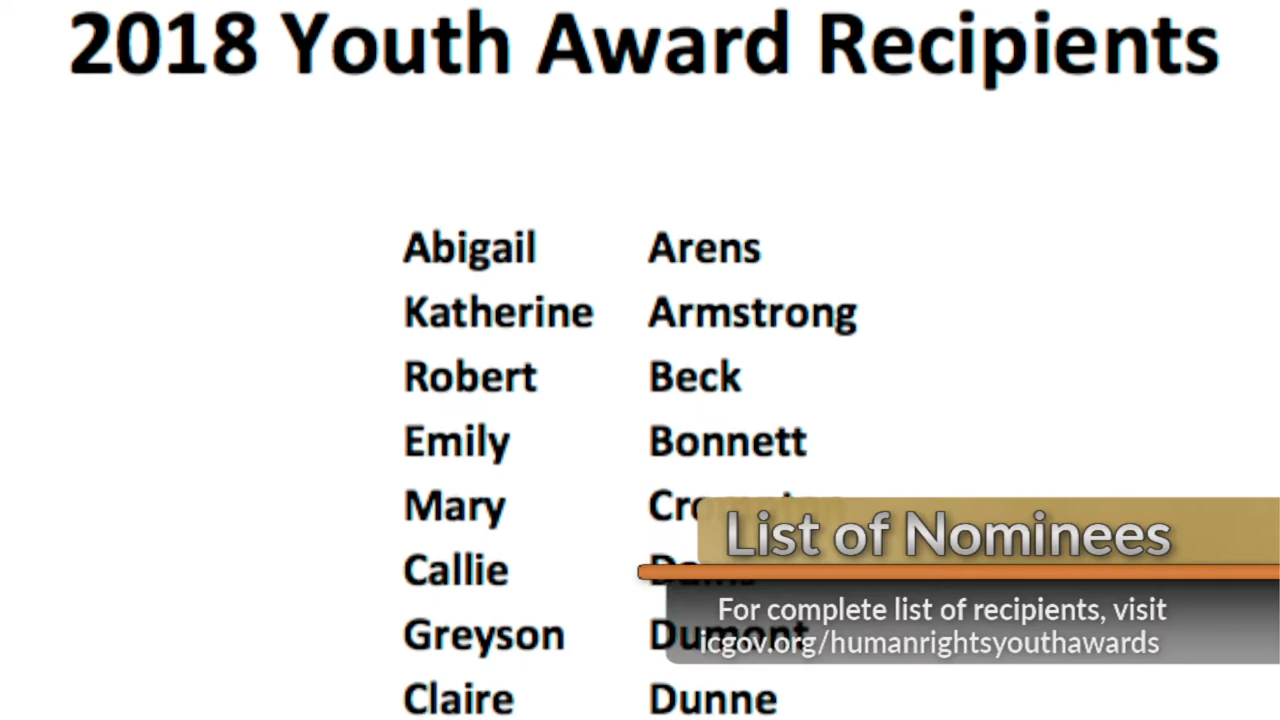 2018 Youth Award Recipients
Abigail Arens
Katherine Armstrong
Robert Beck
Emily Bonnett
Mary
Callie
Greyson Dumont
Claire Dunne
List of Nominees
For complete list of recipients, visit
icgov.org/humanrightsyouthawards